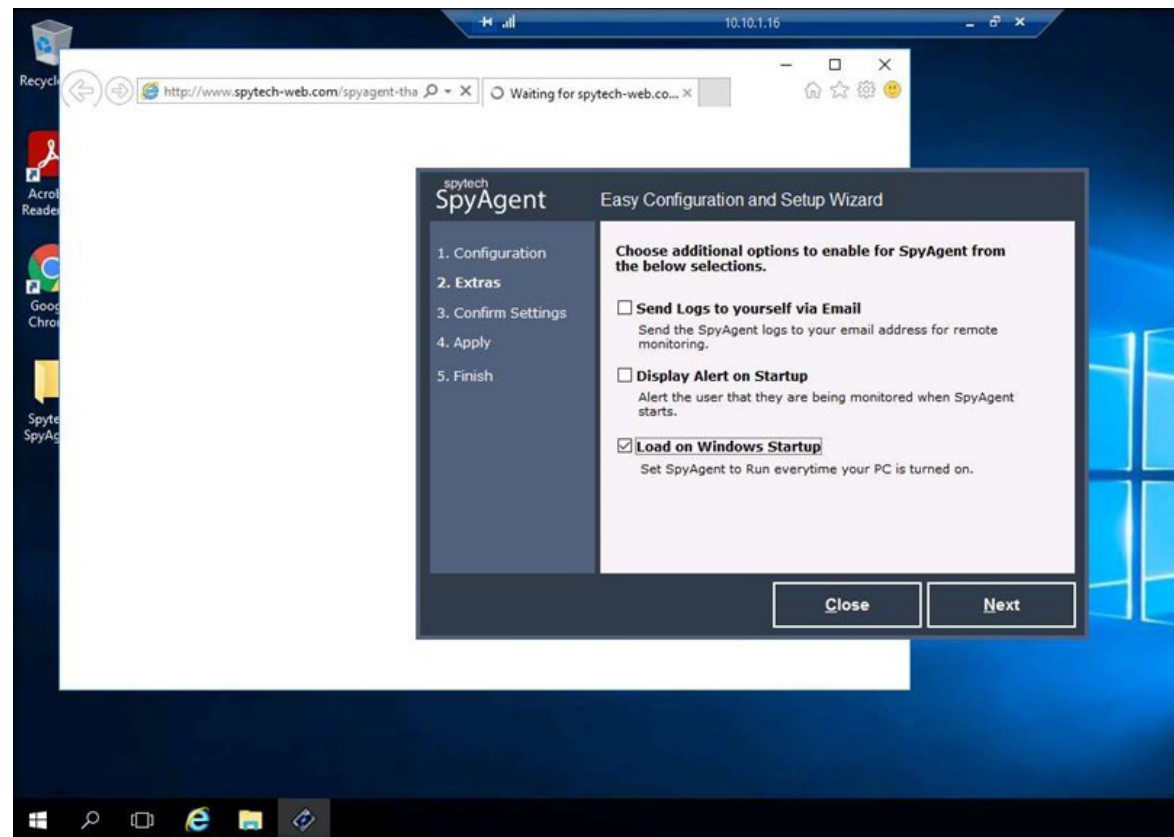 10.10.1.16
Recycl
http://www.spytech-web.com/spyagent-tha
Waiting for spytech-web.co...
Acrol
Reade
spytech
SpyAgent
Easy Configuration and Setup Wizard
1. Configuration
2. Extras
3. Confirm Settings
4. Apply
5. Finish
Choose additional options to enable for SpyAgent from
the below selections.
Send Logs to yourself via Email
Send the SpyAgent logs to your email address for remote
monitoring.
Display Alert on Startup
Alert the user that they are being monitored when SpyAgent
starts.
Load on Windows Startup
Set SpyAgent to Run everytime your PC is turned on.
Close
Next
Goog
Chro
Spyte
SpyAg